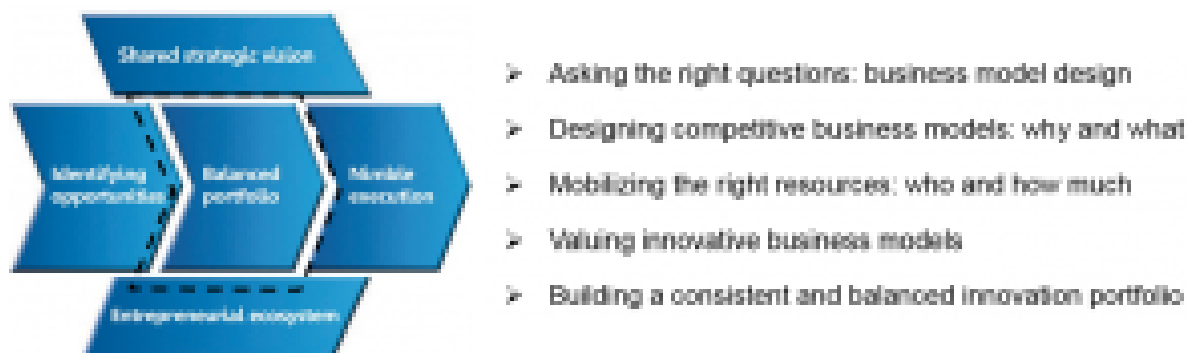 Shared strategic vision
Identifying
opportunities
Balanced
portfolio
Nimble
execution
Entrepreneurial ecosystem
➢ Asking the right questions: business model design
➢ Designing competitive business models: why and what
➢ Mobilizing the right resources: who and how much
➢ Valuing innovative business models
➢ Building a consistent and balanced innovation portfolio